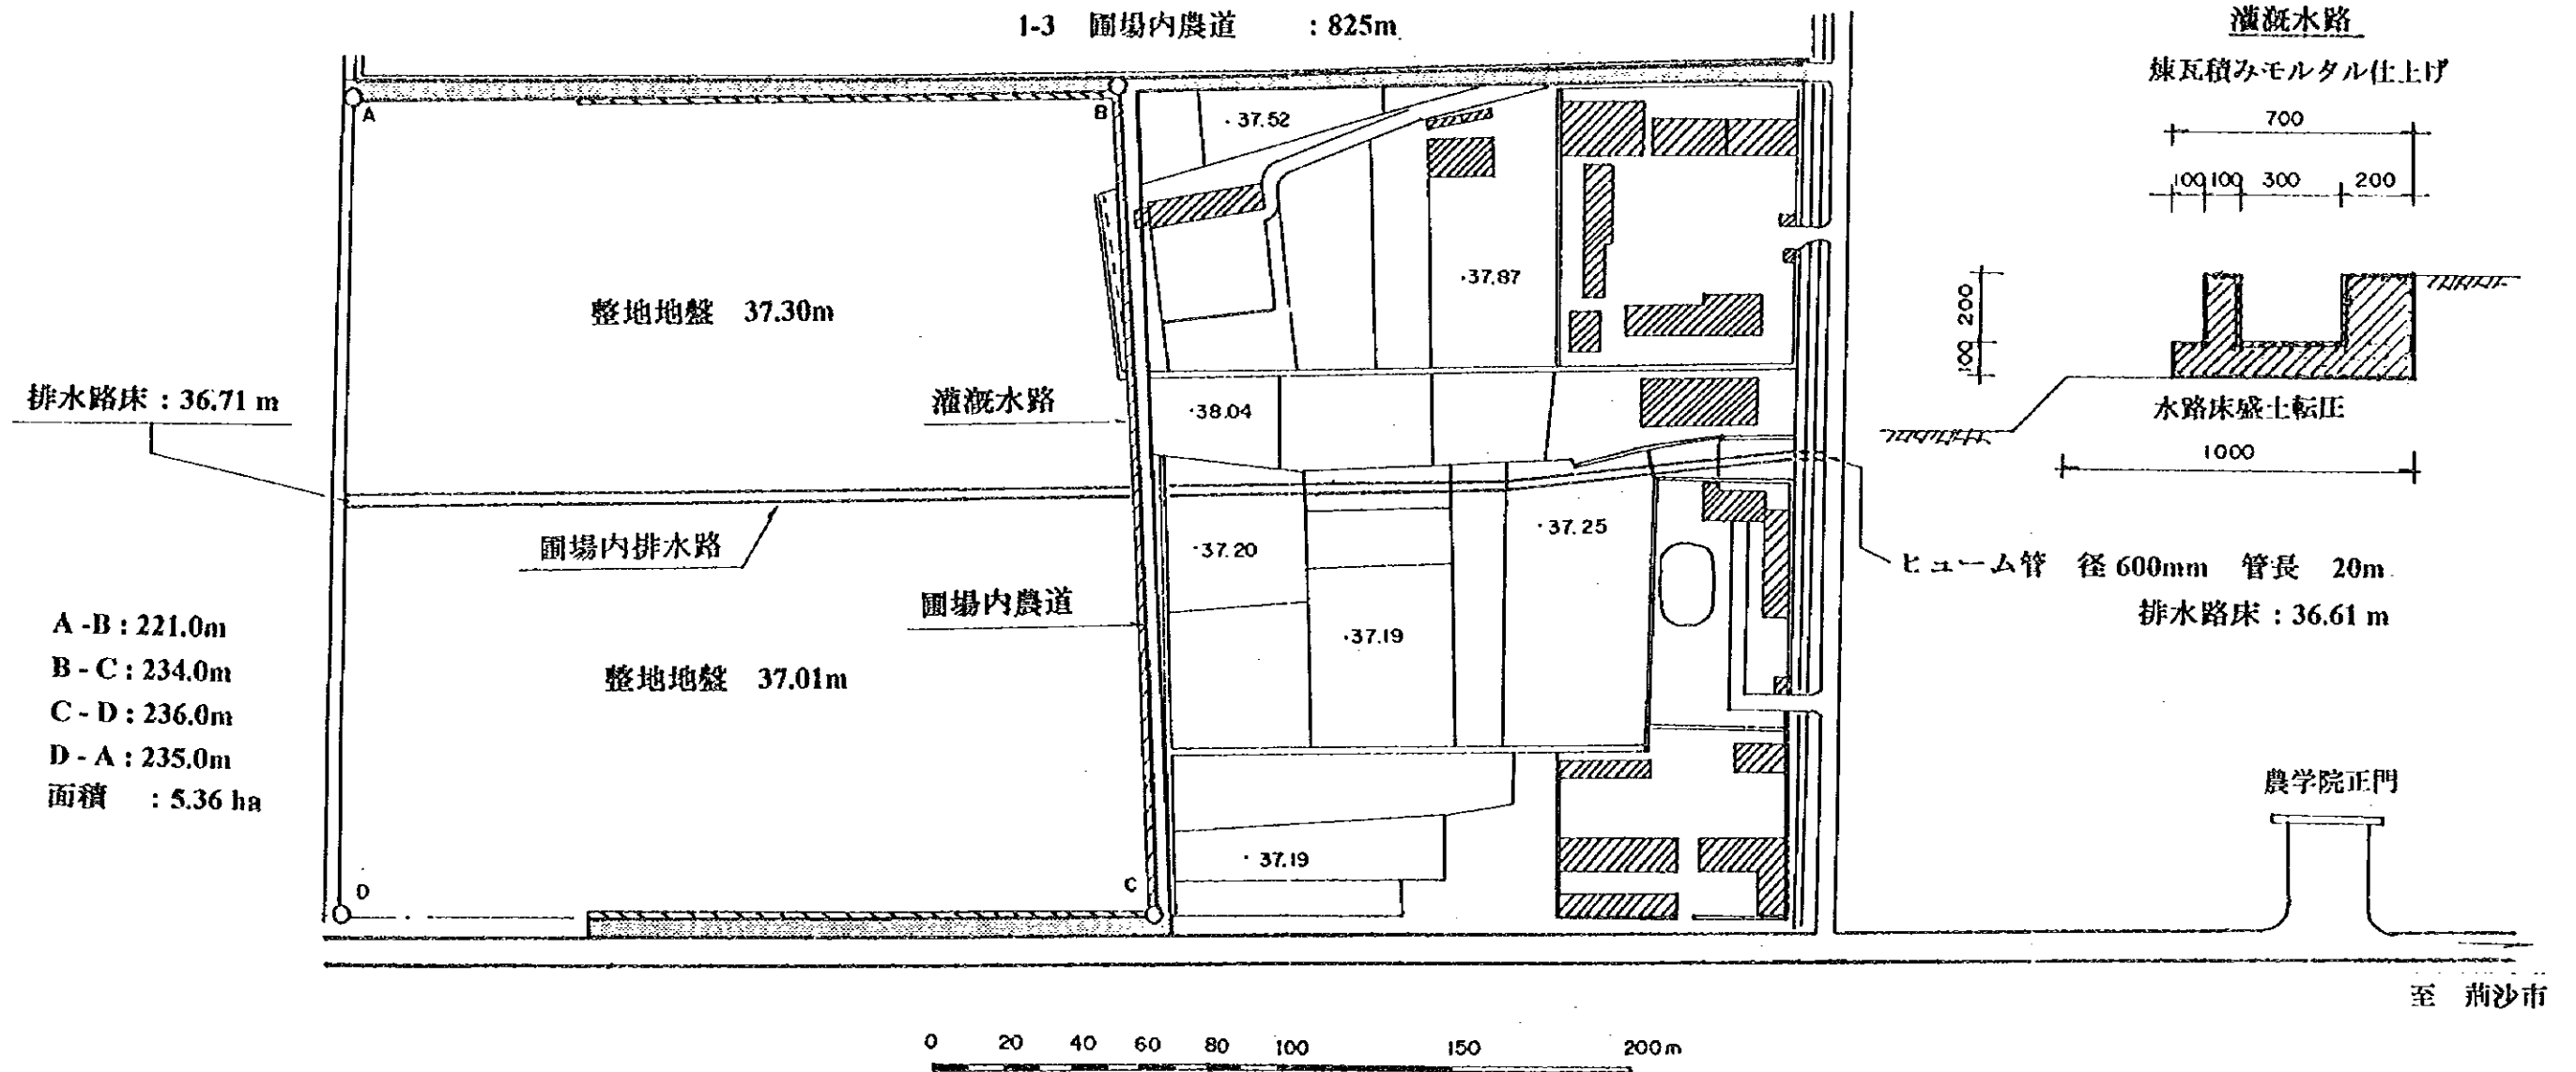 1-3 圃場内農道 : 825m
灌漑水路
煉瓦積みモルタル仕上げ
700
100 100 300 200
200
100
水路床盛土転圧
1000
A
B
・37.52
・37.87
整地地盤 37.30m
排水路床 : 36.71 m
灌漑水路
・38.04
圃場内排水路
・37.20
・37.25
ヒューム管 径 600mm 管長 20m
排水路床 : 36.61 m
圃場内農道
・37.19
A - B : 221.0m
B - C : 234.0m
C - D : 236.0m
D - A : 235.0m
面積 : 5.36 ha
整地地盤 37.01m
農学院正門
・37.19
D
C
至 荊沙市
0 20 40 60 80 100 150 200m